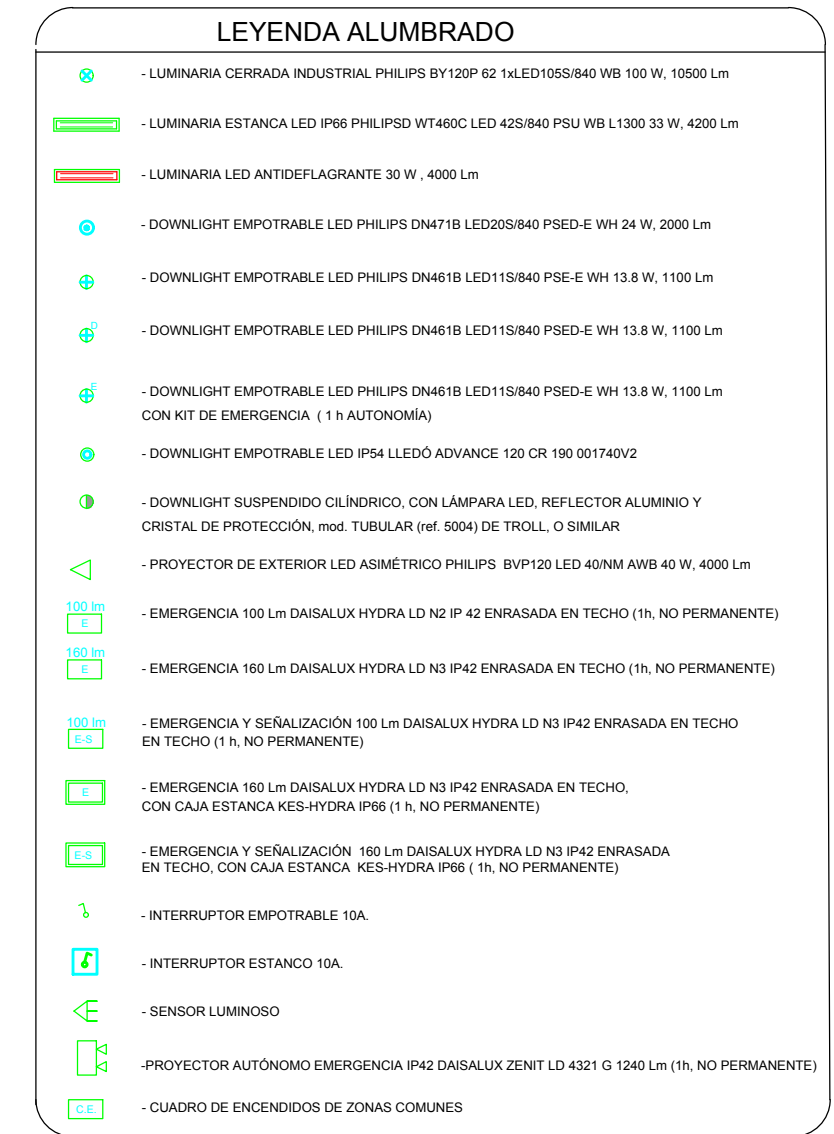 LEYENDA ALUMBRADO
- LUMINARIA CERRADA INDUSTRIAL PHILIPS BY120P 62 1xLED105S/840 WB 100 W, 10500 Lm
- LUMINARIA ESTANCA LED IP66 PHILIPSD WT460C LED 42S/840 PSU WB L1300 33 W, 4200 Lm
- LUMINARIA LED ANTIDEFLAGRANTE 30 W , 4000 Lm
- DOWNLIGHT EMPOTRABLE LED PHILIPS DN471B LED20S/840 PSED-E WH 24 W, 2000 Lm
- DOWNLIGHT EMPOTRABLE LED PHILIPS DN461B LED11S/840 PSE-E WH 13.8 W, 1100 Lm
D
- DOWNLIGHT EMPOTRABLE LED PHILIPS DN461B LED11S/840 PSED-E WH 13.8 W, 1100 Lm
E
- DOWNLIGHT EMPOTRABLE LED PHILIPS DN461B LED11S/840 PSED-E WH 13.8 W, 1100 Lm
CON KIT DE EMERGENCIA ( 1 h AUTONOMÍA)
- DOWNLIGHT EMPOTRABLE LED IP54 LLEDÓ ADVANCE 120 CR 190 001740V2
- DOWNLIGHT SUSPENDIDO CILÍNDRICO, CON LÁMPARA LED, REFLECTOR ALUMINIO Y
CRISTAL DE PROTECCIÓN, mod. TUBULAR (ref. 5004) DE TROLL, O SIMILAR
- PROYECTOR DE EXTERIOR LED ASIMÉTRICO PHILIPS BVP120 LED 40/NM AWB 40 W, 4000 Lm
100 lm
E
- EMERGENCIA 100 Lm DAISALUX HYDRA LD N2 IP 42 ENRASADA EN TECHO (1h, NO PERMANENTE)
160 lm
E
- EMERGENCIA 160 Lm DAISALUX HYDRA LD N3 IP42 ENRASADA EN TECHO (1h, NO PERMANENTE)
100 lm
E-S
- EMERGENCIA Y SEÑALIZACIÓN 100 Lm DAISALUX HYDRA LD N3 IP42 ENRASADA EN TECHO
EN TECHO (1 h, NO PERMANENTE)
E
- EMERGENCIA 160 Lm DAISALUX HYDRA LD N3 IP42 ENRASADA EN TECHO,
CON CAJA ESTANCA KES-HYDRA IP66 (1 h, NO PERMANENTE)
E-S
- EMERGENCIA Y SEÑALIZACIÓN 160 Lm DAISALUX HYDRA LD N3 IP42 ENRASADA
EN TECHO, CON CAJA ESTANCA KES-HYDRA IP66 ( 1h, NO PERMANENTE)
- INTERRUPTOR EMPOTRABLE 10A.
- INTERRUPTOR ESTANCO 10A.
- SENSOR LUMINOSO
-PROYECTOR AUTÓNOMO EMERGENCIA IP42 DAISALUX ZENIT LD 4321 G 1240 Lm (1h, NO PERMANENTE)
C.E.
- CUADRO DE ENCENDIDOS DE ZONAS COMUNES